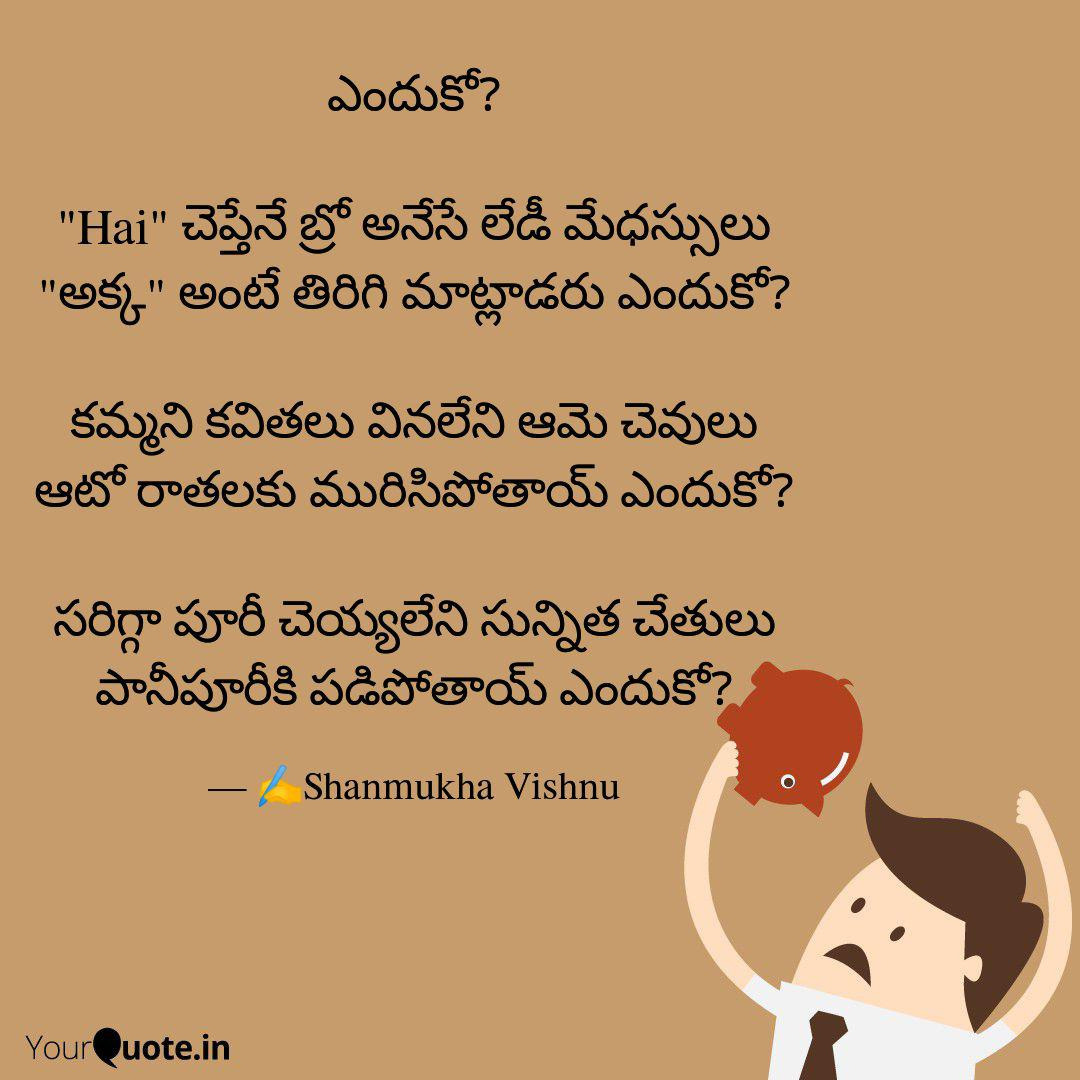 ఎందుకో?
"Hai" చెప్తేనే బ్రో అనేసే లేడీ మేధస్సులు
"అక్క" అంటే తిరిగి మాట్లాడరు ఎందుకో?
కమ్మని కవితలు వినలేని ఆమె చెవులు
ఆటో రాతలకు మురిసిపోతాయ్ ఎందుకో?
సరిగ్గా పూరీ చెయ్యలేని సున్నిత చేతులు
పానీపూరీకి పడిపోతాయ్ ఎందుకో?
— ✍Shanmukha Vishnu
YourQuote.in